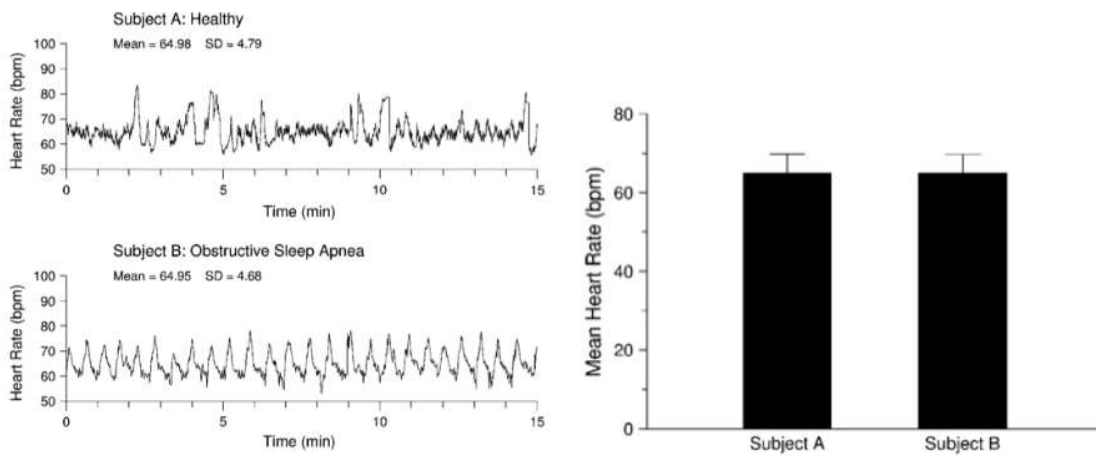 Subject A: Healthy
Mean = 64.98 SD = 4.79
Heart Rate (bpm)
100
90
80
70
60
50
0 5 10 15
Time (min)
Subject B: Obstructive Sleep Apnea
Mean = 64.95 SD = 4.68
Heart Rate (bpm)
100
90
80
70
60
50
0 5 10 15
Time (min)
Mean Heart Rate (bpm)
80
60
40
20
0
Subject A Subject B